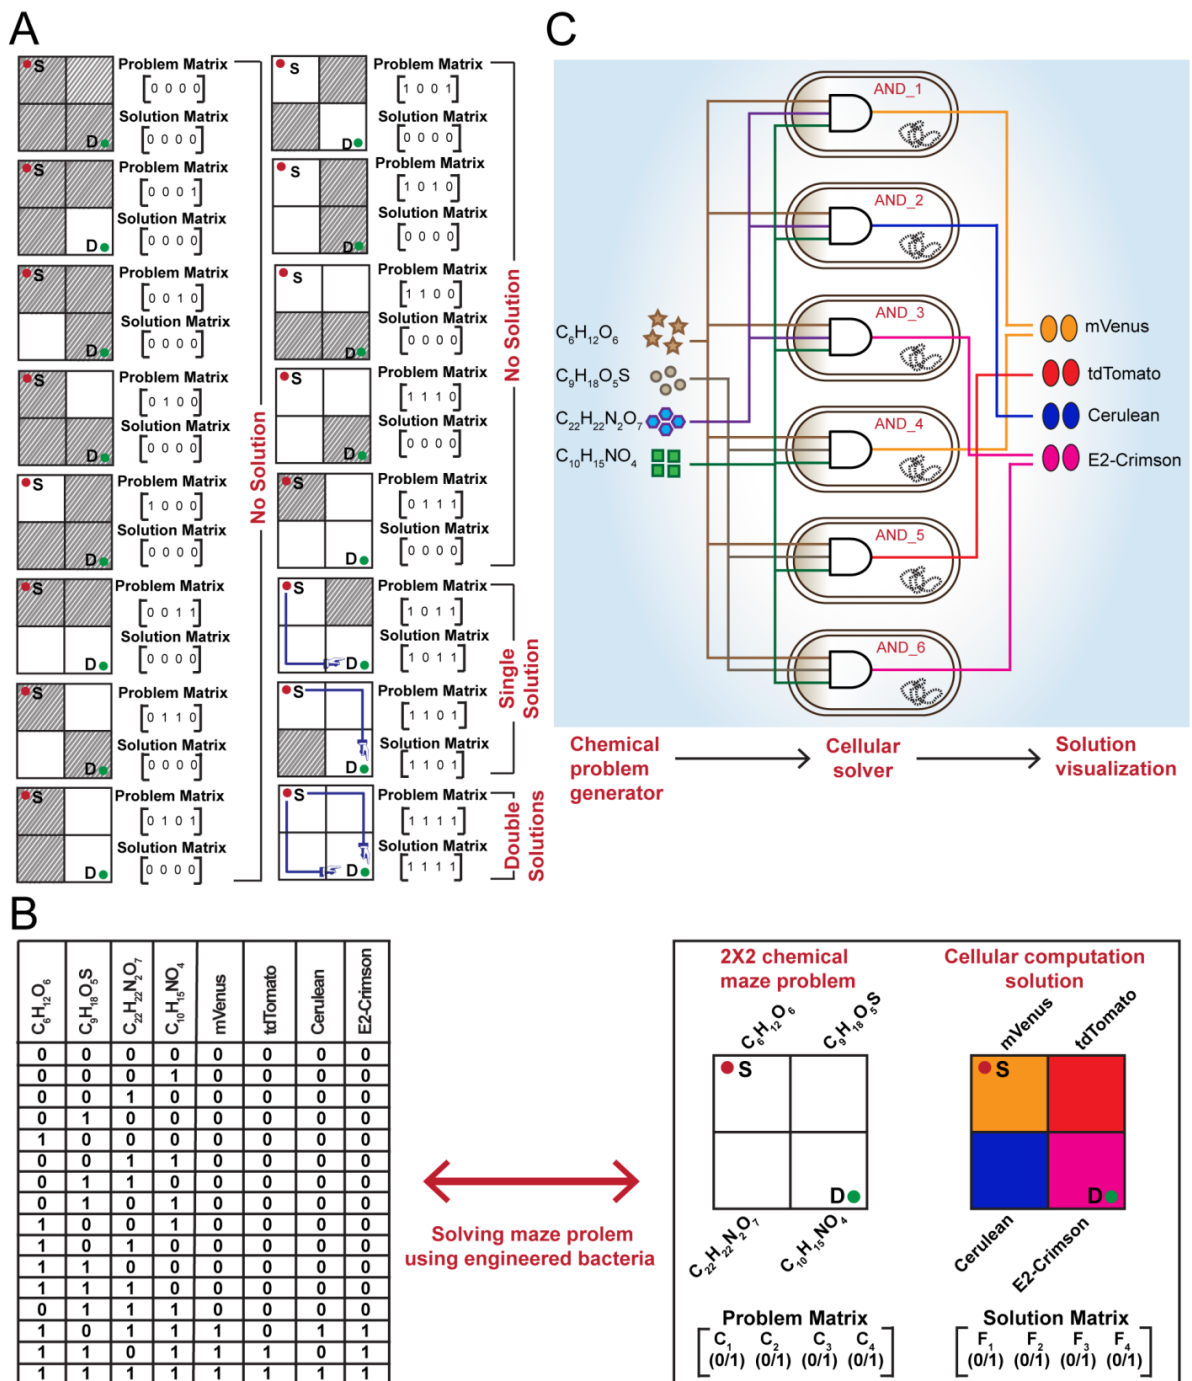 A
S
D
Problem Matrix
0 0 0 0
Solution Matrix
0 0 0 0
S
D
Problem Matrix
0 0 0 1
Solution Matrix
0 0 0 0
S
D
Problem Matrix
0 0 1 0
Solution Matrix
0 0 0 0
S
D
Problem Matrix
0 1 0 0
Solution Matrix
0 0 0 0
S
D
Problem Matrix
1 0 0 0
Solution Matrix
0 0 0 0
S
D
Problem Matrix
0 0 1 1
Solution Matrix
0 0 0 0
S
D
Problem Matrix
0 1 1 0
Solution Matrix
0 0 0 0
S
D
Problem Matrix
0 1 0 1
Solution Matrix
0 0 0 0
No Solution
S
D
Problem Matrix
1 0 0 1
Solution Matrix
0 0 0 0
S
D
Problem Matrix
1 0 1 0
Solution Matrix
0 0 0 0
S
D
Problem Matrix
1 1 0 0
Solution Matrix
0 0 0 0
S
D
Problem Matrix
1 1 1 0
Solution Matrix
0 0 0 0
S
D
Problem Matrix
0 1 1 1
Solution Matrix
0 0 0 0
No Solution
S
D
Problem Matrix
1 0 1 1
Solution Matrix
1 0 1 1
S
D
Problem Matrix
1 1 0 1
Solution Matrix
1 1 0 1
Single
Solution
S
D
Problem Matrix
1 1 1 1
Solution Matrix
1 1 1 1
Double
Solutions
C
AND_1
AND_2
AND_3
AND_4
AND_5
AND_6
C6H12O6
C9H18O5S
C22H22N2O7
C10H15NO4
mVenus
tdTomato
Cerulean
E2-Crimson
Chemical
problem
generator
Cellular
solver
Solution
visualization
B
C6H12O6 C9H18O5S C22H22N2O7 C10H15NO4 mVenus tdTomato Cerulean E2-Crimson
0 0 0 0 0 0 0 0
0 0 0 1 0 0 0 0
0 0 1 0 0 0 0 0
0 1 0 0 0 0 0 0
1 0 0 0 0 0 0 0
0 0 1 1 0 0 0 0
0 1 1 0 0 0 0 0
0 1 0 1 0 0 0 0
1 0 0 1 0 0 0 0
1 0 1 0 0 0 0 0
1 1 0 0 0 0 0 0
1 1 1 0 0 0 0 0
0 1 1 1 0 0 0 0
1 0 1 1 1 0 1 1
1 1 0 1 1 1 0 1
1 1 1 1 1 1 1 1
Solving maze prolem
using engineered bacteria
2X2 chemical
maze problem
C6H12O6
C9H18O5S
S
D
C22H22N2O7
C10H15NO4
Problem Matrix
C1 C2 C3 C4
(0/1) (0/1) (0/1) (0/1)
Cellular computation
solution
mVenus
tdTomato
S
D
Cerulean
E2-Crimson
Solution Matrix
F1 F2 F3 F4
(0/1) (0/1) (0/1) (0/1)